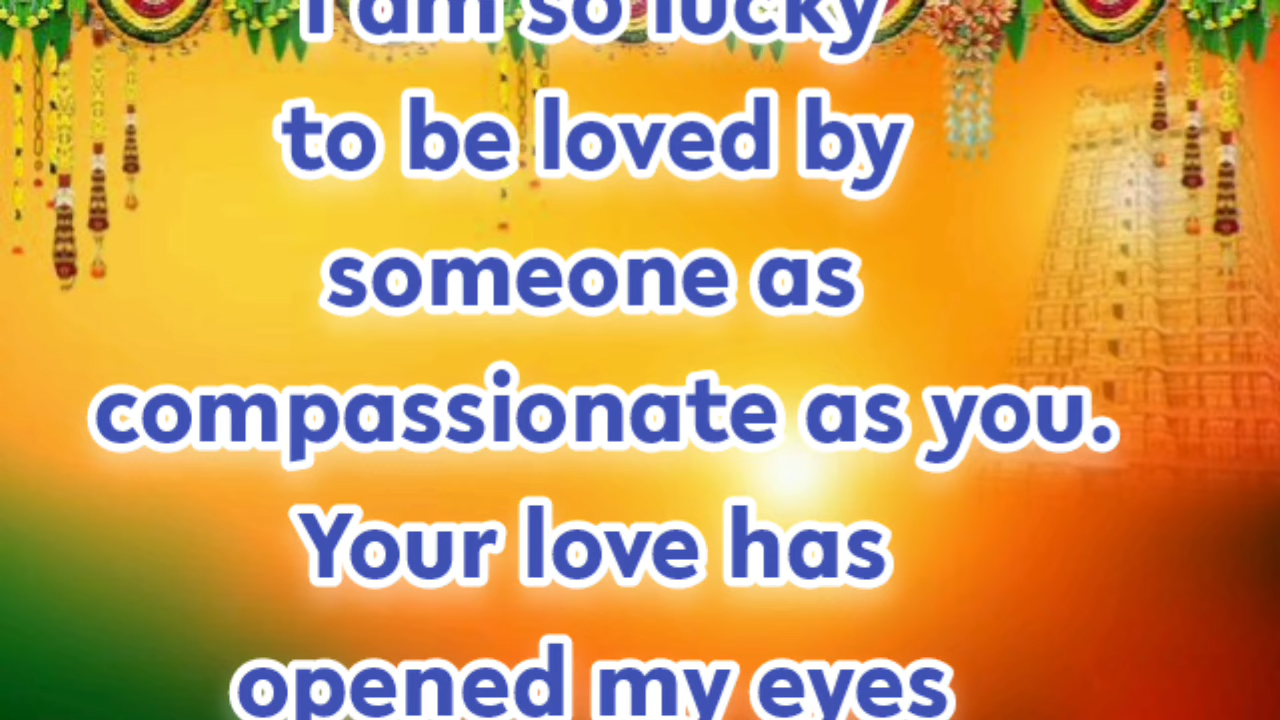 I am so lucky
to be loved by
someone as
compassionate as you.
Your love has
opened my eyes